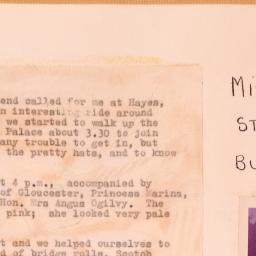 end called for me at Hayes,
n interesting ride around
we started to walk up the
Palace about 3.30 to join
any trouble to get in, but
the pretty hats, and to know
t 4 p.m., accompanied by
of Gloucester, Princess Marina,
Hon. Mrs Angus Ogilvy. The
pink; she looked very pale
t and we helped ourselves to
d of bridge rolls, Scotch
Mi
ST
BU